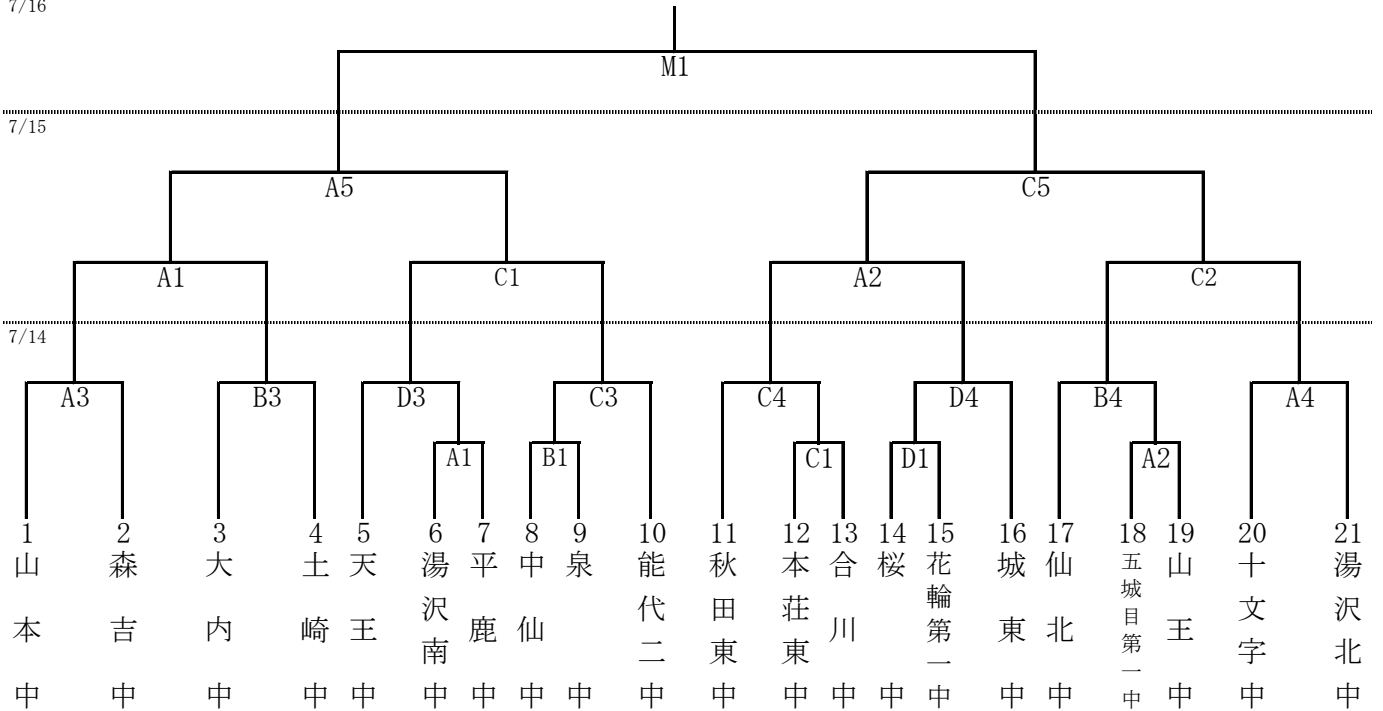 7/16
M1
7/15
A5 C5
A1 C1 A2 C2
7/14
A3 B3 D3 C3 C4 D4 B4 A4
A1 B1 C1 D1 A2
1 2 3 4 5 6 7 8 9 10 11 12 13 14 15 16 17 18 19 20 21
山本中
森吉中
大内中
土崎中
天王中
湯沢南中
平鹿中
中仙中
泉中
能代二中
秋田東中
本荘東中
合川中
桜中
花輪第一中
城東中
仙北中
五城目第一中
山王中
十文字中
湯沢北中